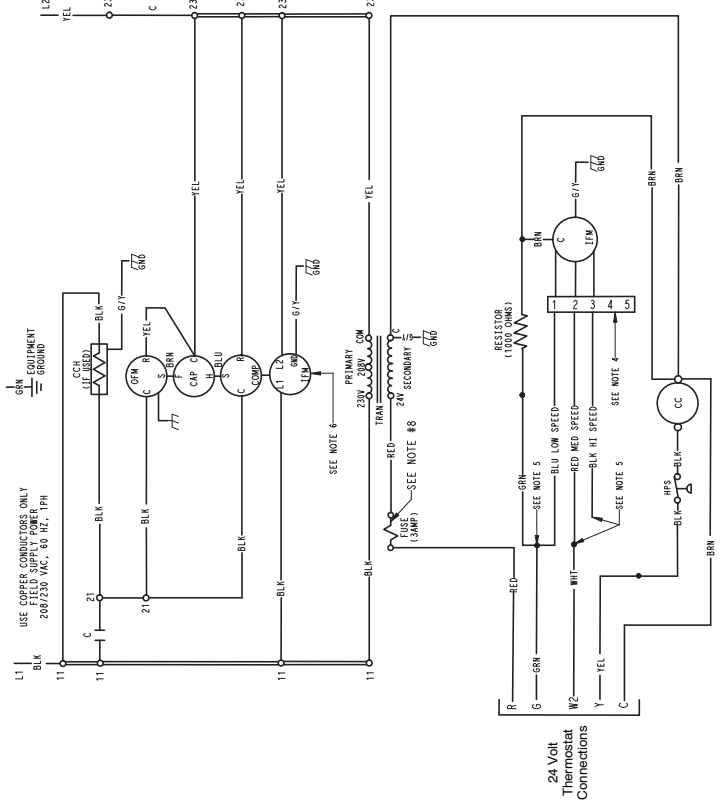 L2
YEL
23
C
23
23
23
23
L1
BLK
11
11
11
11
USE COPPER CONDUCTORS ONLY
FIELD SUPPLY POWER
208/230 VAC, 60 HZ, 1PH
GRN
EQUIPMENT
GROUND
C
21
21
BLK
CCH
(IF USED)
BLK
G/Y
GND
BLK
C
OFM
R
S
YEL
BRN
F
CAP
C
H
BLU
S
YEL
BLK
C
COMP
R
YEL
BLK
L1
L2
IFM
GND
G/Y
GND
YEL
SEE NOTE 6
BLK
PRIMARY
230V
208V
COM
YEL
TRAN
24V
SECONDARY
C
G/Y
GND
RED
SEE NOTE #8
FUSE
(3AMP)
RESISTOR
(1000 OHMS)
BRN
C
IFM
G/Y
GND
BRN
BRN
1
2
3
4
5
SEE NOTE 4
GRN
SEE NOTE 5
BLU LOW SPEED
RED MED SPEED
BLK HI SPEED
SEE NOTE 5
CC
BLK
HPS
BLK
BRN
RED
GRN
WHT
YEL
R
G
W2
Y
C
24 Volt
Thermostat
Connections